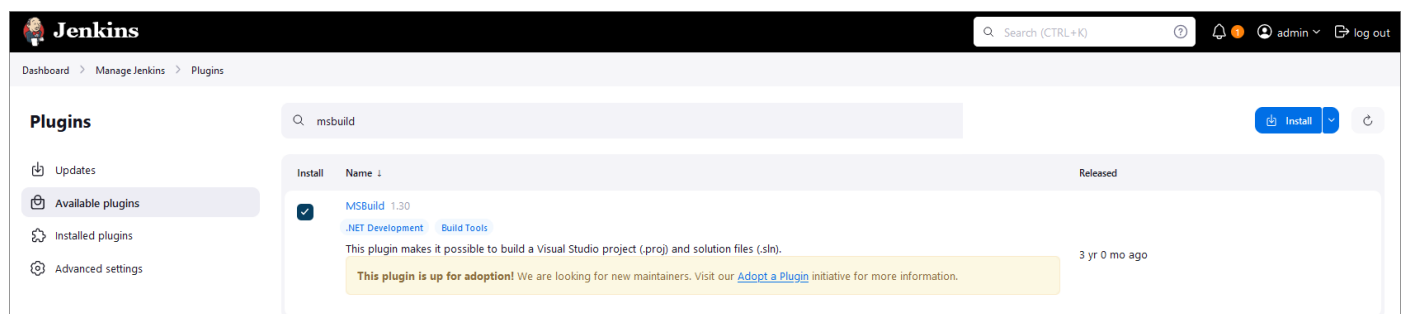 Jenkins
Search (CTRL+K)
1
admin
log out
Dashboard > Manage Jenkins > Plugins
Plugins
msbuild
Install
Updates
Available plugins
Installed plugins
Advanced settings
Install Name ↓ Released
MSBuild 1.30
.NET Development Build Tools
This plugin makes it possible to build a Visual Studio project (.proj) and solution files (.sln).
3 yr 0 mo ago
This plugin is up for adoption! We are looking for new maintainers. Visit our Adopt a Plugin initiative for more information.